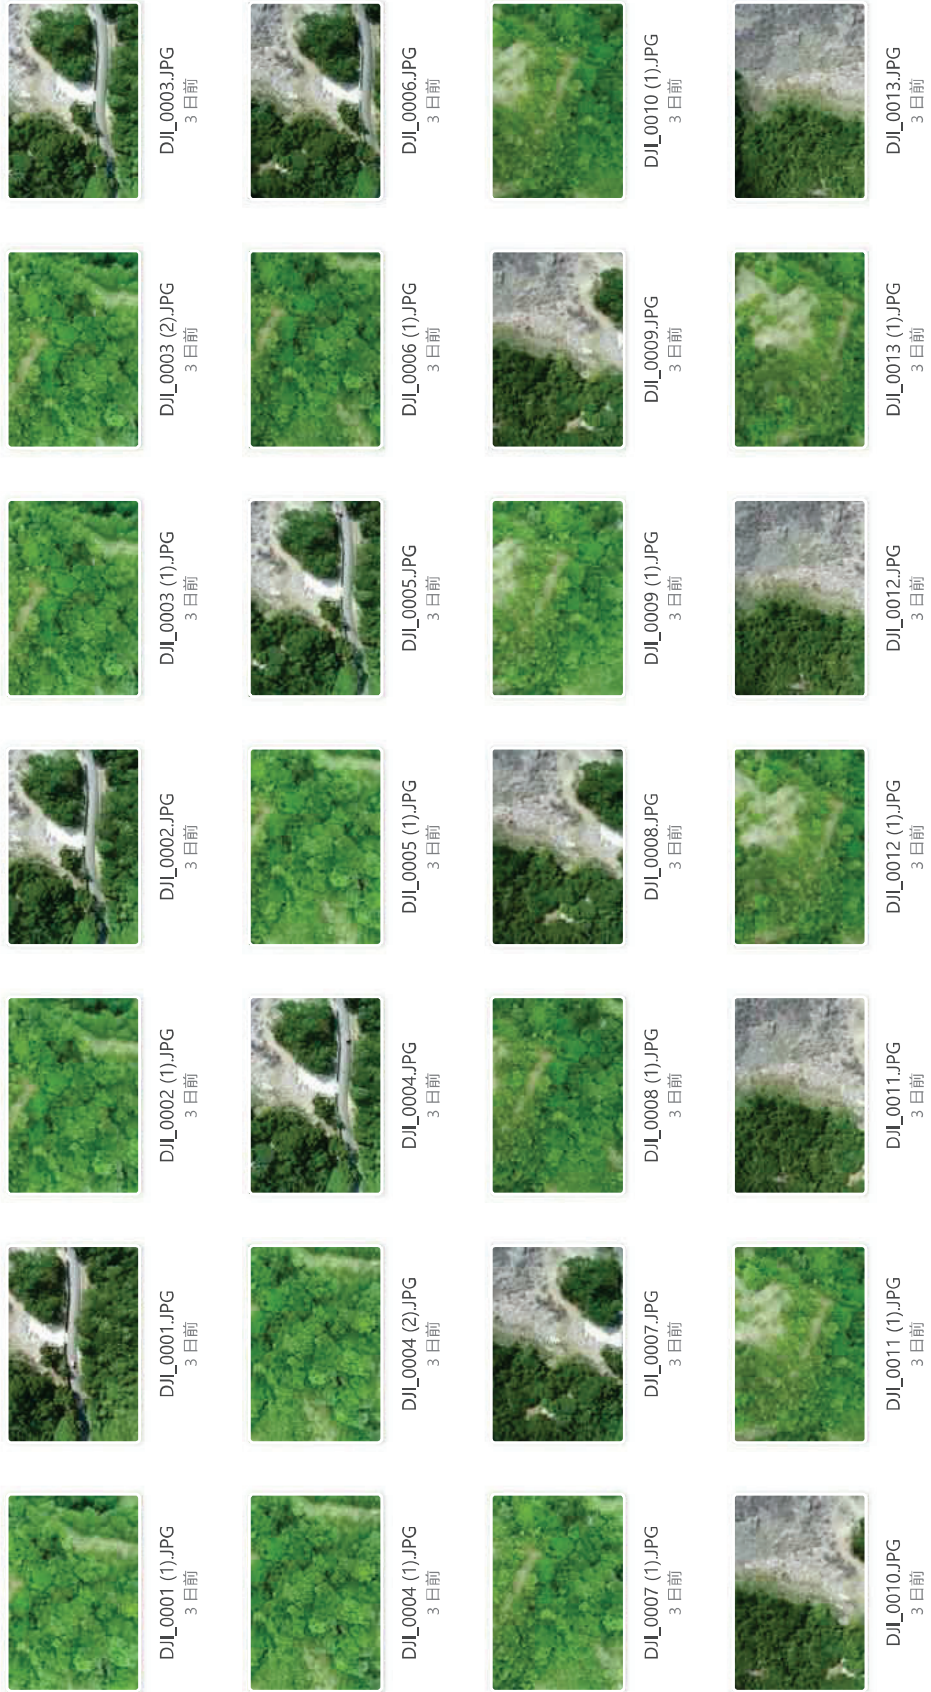 DJI_0001 (1).JPG
3 日前
DJI_0001.JPG
3 日前
DJI_0002 (1).JPG
3 日前
DJI_0002.JPG
3 日前
DJI_0003 (1).JPG
3 日前
DJI_0003 (2).JPG
3 日前
DJI_0003.JPG
3 日前
DJI_0004 (1).JPG
3 日前
DJI_0004 (2).JPG
3 日前
DJI_0004.JPG
3 日前
DJI_0005 (1).JPG
3 日前
DJI_0005.JPG
3 日前
DJI_0006 (1).JPG
3 日前
DJI_0006.JPG
3 日前
DJI_0007 (1).JPG
3 日前
DJI_0007.JPG
3 日前
DJI_0008 (1).JPG
3 日前
DJI_0008.JPG
3 日前
DJI_0009 (1).JPG
3 日前
DJI_0009.JPG
3 日前
DJI_0010 (1).JPG
3 日前
DJI_0010.JPG
3 日前
DJI_0011 (1).JPG
3 日前
DJI_0011.JPG
3 日前
DJI_0012 (1).JPG
3 日前
DJI_0012.JPG
3 日前
DJI_0013 (1).JPG
3 日前
DJI_0013.JPG
3 日前